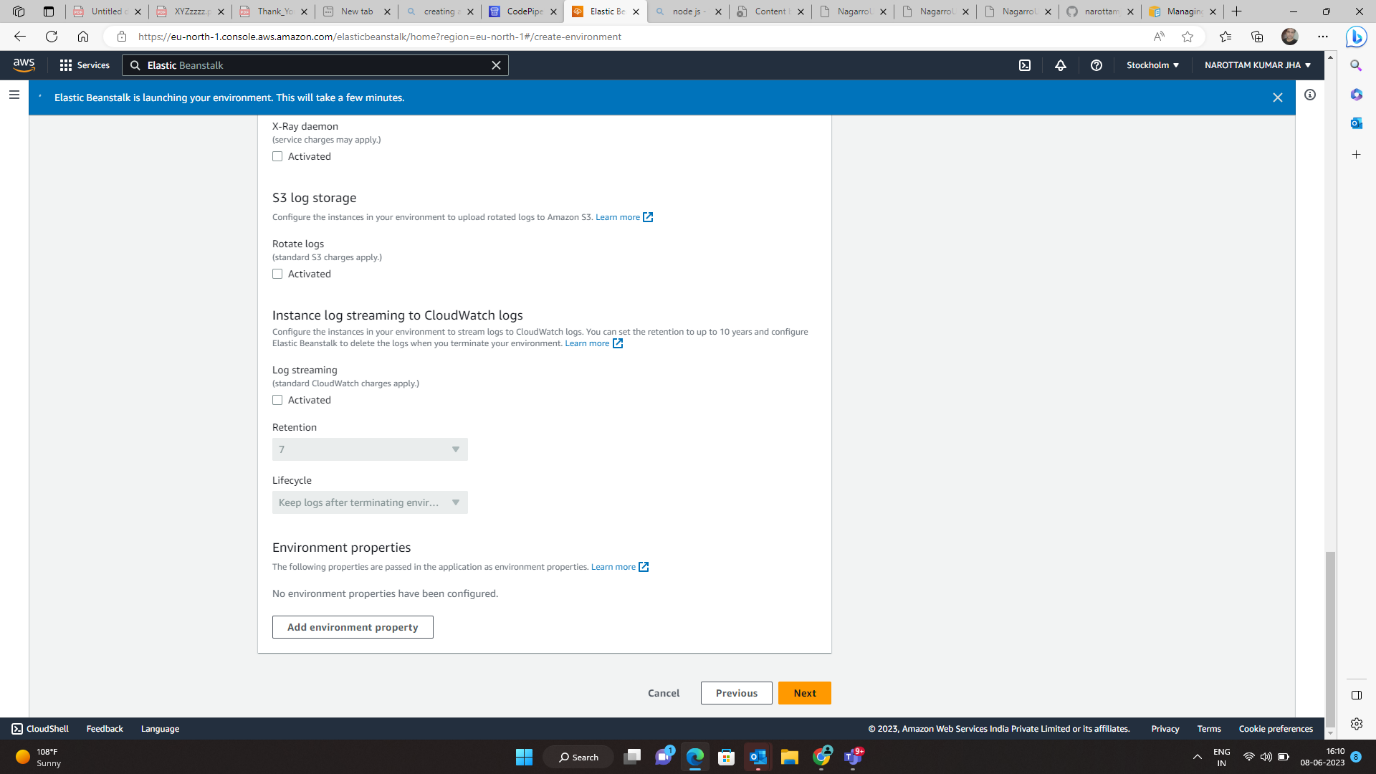 Untitled
XYZzzzz.p
Thank_Yo
New tab
creating
CodePipe
Elastic Be
node js -
Content
Nagarrol
Nagarrol
Nagarrol
narottam
Managin
https://eu-north-1.console.aws.amazon.com/elasticbeanstalk/home?region=eu-north-1#/create-environment
aws
Services
Elastic Beanstalk
Stockholm
NAROTTAM KUMAR JHA
Elastic Beanstalk is launching your environment. This will take a few minutes.
X-Ray daemon
(service charges may apply.)
Activated
S3 log storage
Configure the instances in your environment to upload rotated logs to Amazon S3. Learn more
Rotate logs
(standard S3 charges apply.)
Activated
Instance log streaming to CloudWatch logs
Configure the instances in your environment to stream logs to CloudWatch logs. You can set the retention to up to 10 years and configure
Elastic Beanstalk to delete the logs when you terminate your environment. Learn more
Log streaming
(standard CloudWatch charges apply.)
Activated
Retention
7
Lifecycle
Keep logs after terminating envir...
Environment properties
The following properties are passed in the application as environment properties. Learn more
No environment properties have been configured.
Add environment property
Cancel
Previous
Next
CloudShell
Feedback
Language
© 2023, Amazon Web Services India Private Limited or its affiliates.
Privacy
Terms
Cookie preferences
108°F
Sunny
Search
1
9+
ENG
IN
16:10
08-06-2023
8